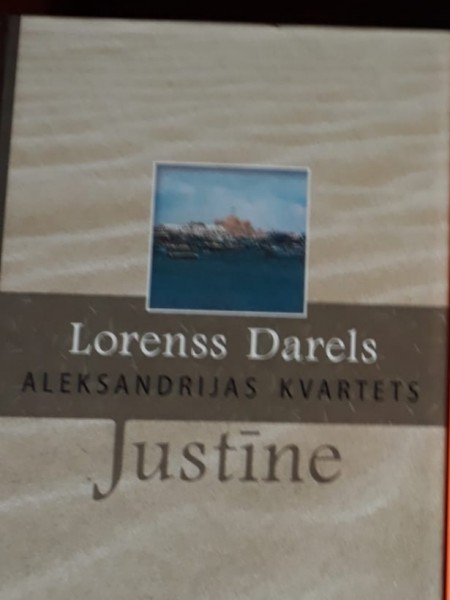 Lorenss Darels
ALEKSANDRIJAS KVARTETS
Justīne